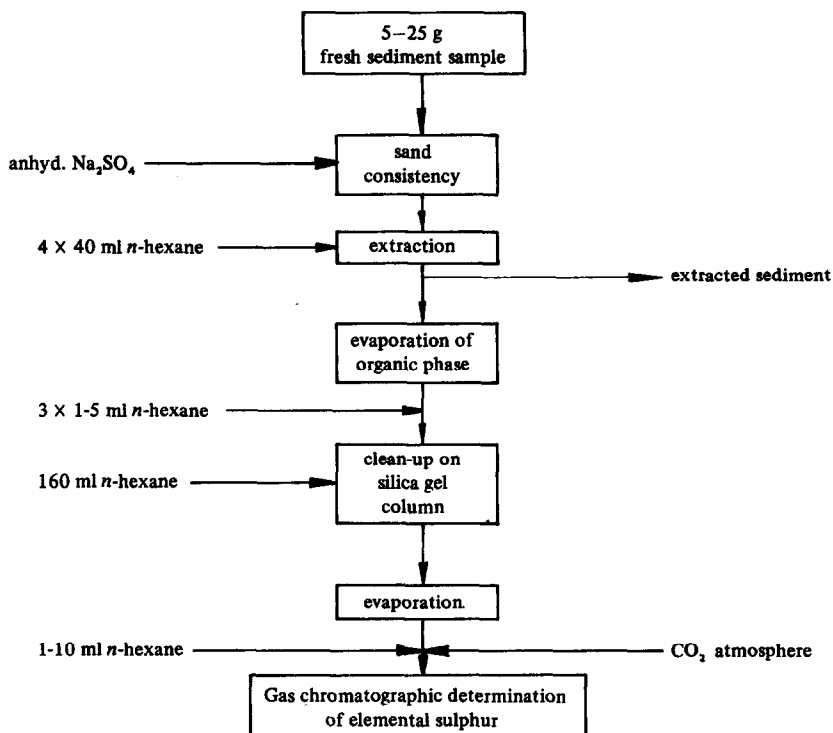 5–25 g
fresh sediment sample
anhyd. Na₂SO₄
sand
consistency
4 × 40 ml n-hexane
extraction
extracted sediment
evaporation of
organic phase
3 × 1-5 ml n-hexane
clean-up on
silica gel
column
160 ml n-hexane
evaporation
1-10 ml n-hexane
CO₂ atmosphere
Gas chromatographic determination
of elemental sulphur